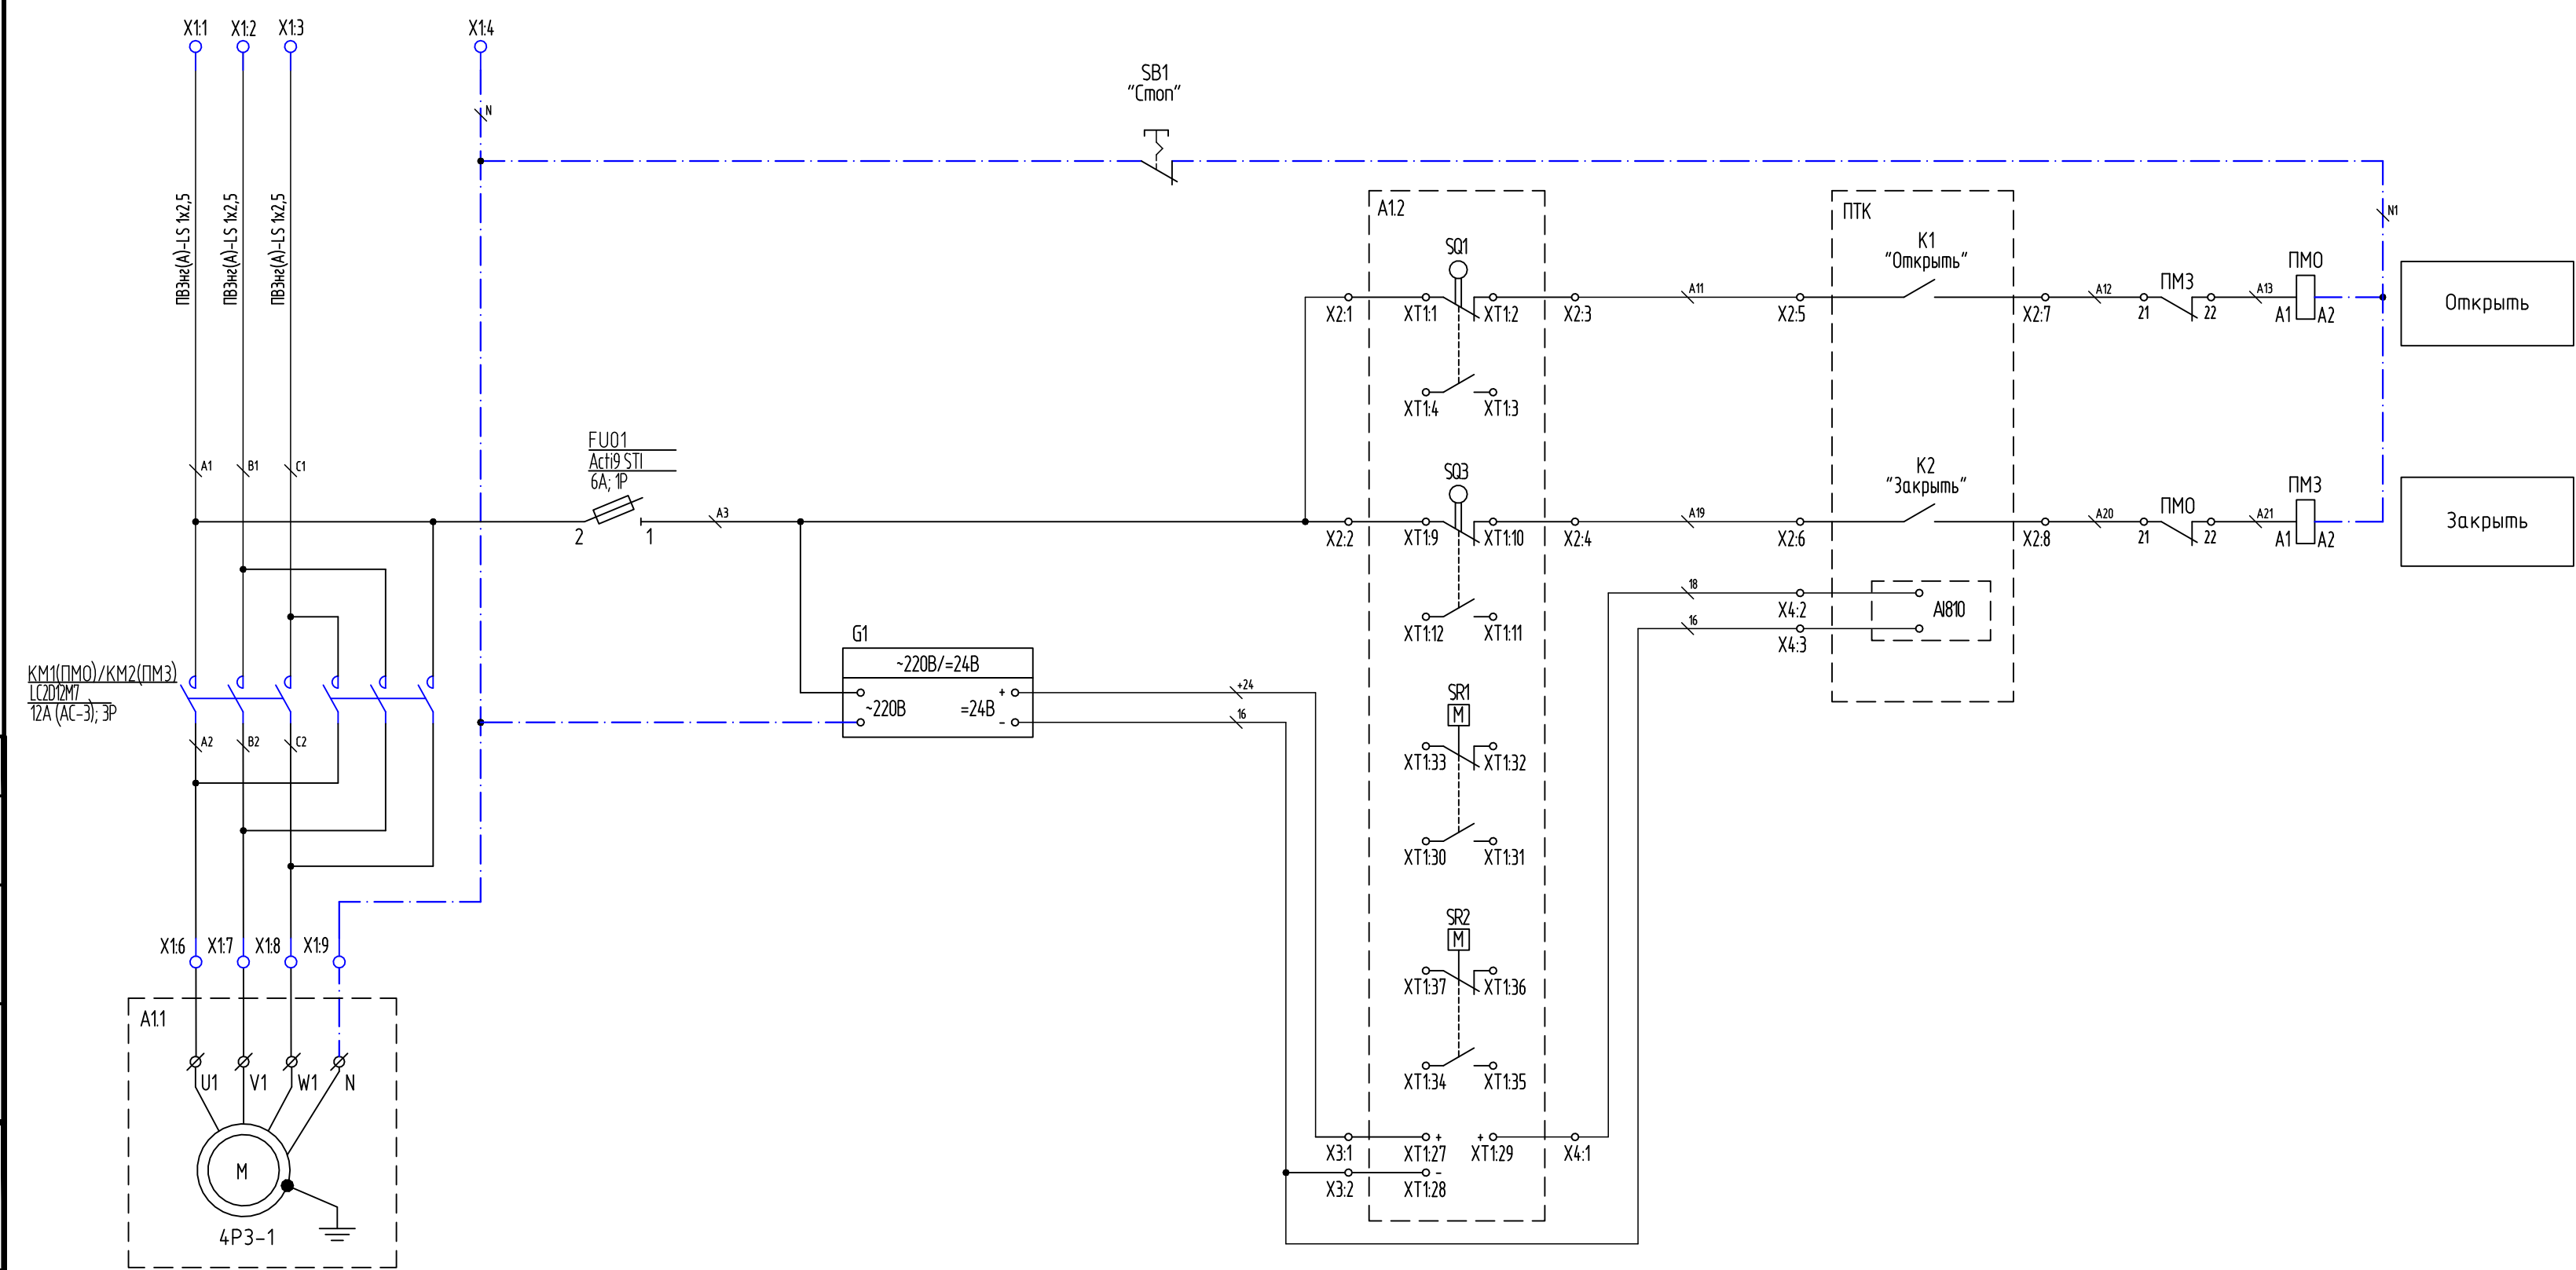 X1:1
X1:2
X1:3
X1:4
N
SB1
"Стоп"
ПВ3нг(А)-LS 1х2,5
ПВ3нг(А)-LS 1х2,5
ПВ3нг(А)-LS 1х2,5
А1.2
ПТК
N1
SQ1
K1
"Открыть"
ПМЗ
ПМО
Открыть
X2:1
XT1:1
XT1:2
X2:3
A11
X2:5
X2:7
A12
21
22
A13
A1
A2
XT1:4
XT1:3
FU01
Acti9 STI
6A; 1P
2
1
A1
B1
C1
A3
SQ3
K2
"Закрыть"
ПМО
ПМЗ
Закрыть
X2:2
XT1:9
XT1:10
X2:4
A19
X2:6
X2:8
A20
21
22
A21
A1
A2
XT1:12
XT1:11
18
X4:2
16
X4:3
AI810
G1
~220В/=24В
~220В
=24В
+
-
+24
16
KM1(ПМО)/KM2(ПМЗ)
LC2D12M7
12A (AC-3); 3P
A2
B2
C2
SR1
M
XT1:33
XT1:32
XT1:30
XT1:31
SR2
M
XT1:37
XT1:36
XT1:34
XT1:35
X1:6
X1:7
X1:8
X1:9
A1.1
U1
V1
W1
N
M
4РЗ-1
X3:1
XT1:27
+
+
XT1:29
X4:1
X3:2
XT1:28
-